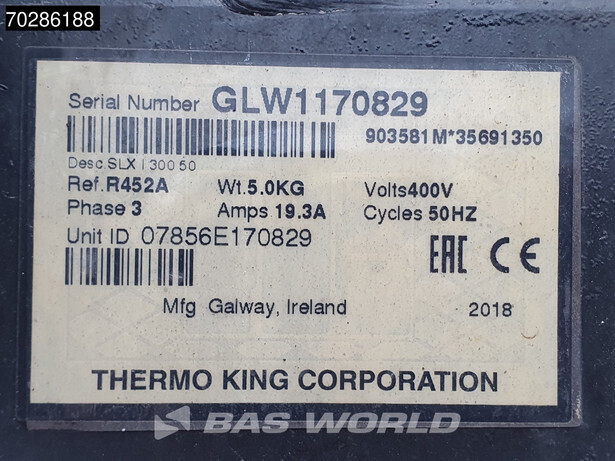 70286188
Serial Number GLW1170829
903581M*35691350
Desc.SLX i 300 50
Ref.R452A Wt.5.0KG Volts400V
Phase 3 Amps 19.3A Cycles 50HZ
Unit ID 07856E170829
EAC CE
Mfg Galway, Ireland 2018
THERMO KING CORPORATION
BAS WORLD